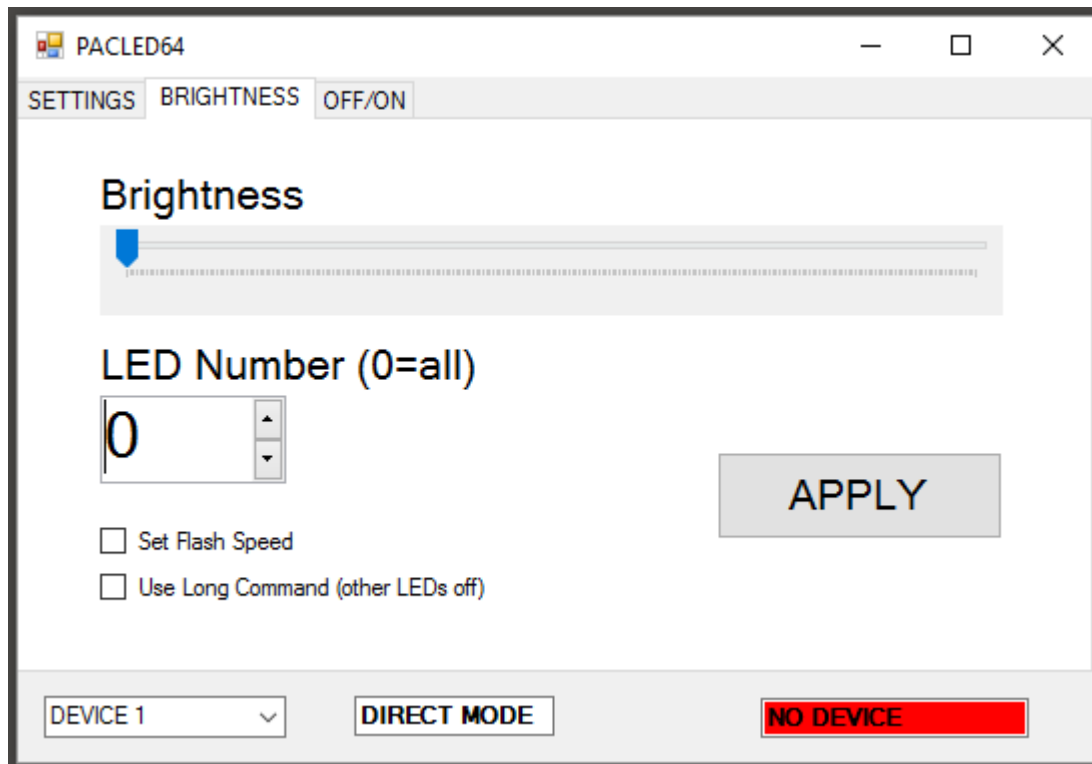 PACLED64
SETTINGS BRIGHTNESS OFF/ON
Brightness
LED Number (0=all)
0
APPLY
Set Flash Speed
Use Long Command (other LEDs off)
DEVICE 1 DIRECT MODE NO DEVICE